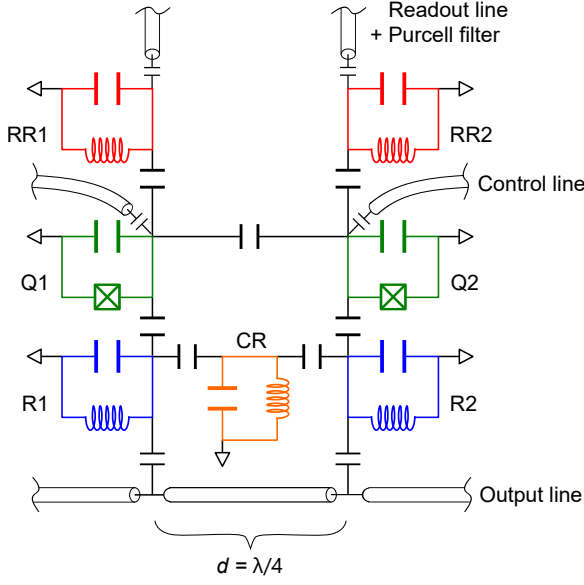 Readout line
+ Purcell filter
RR1
RR2
Control line
Q1
Q2
CR
R1
R2
Output line
d = λ/4